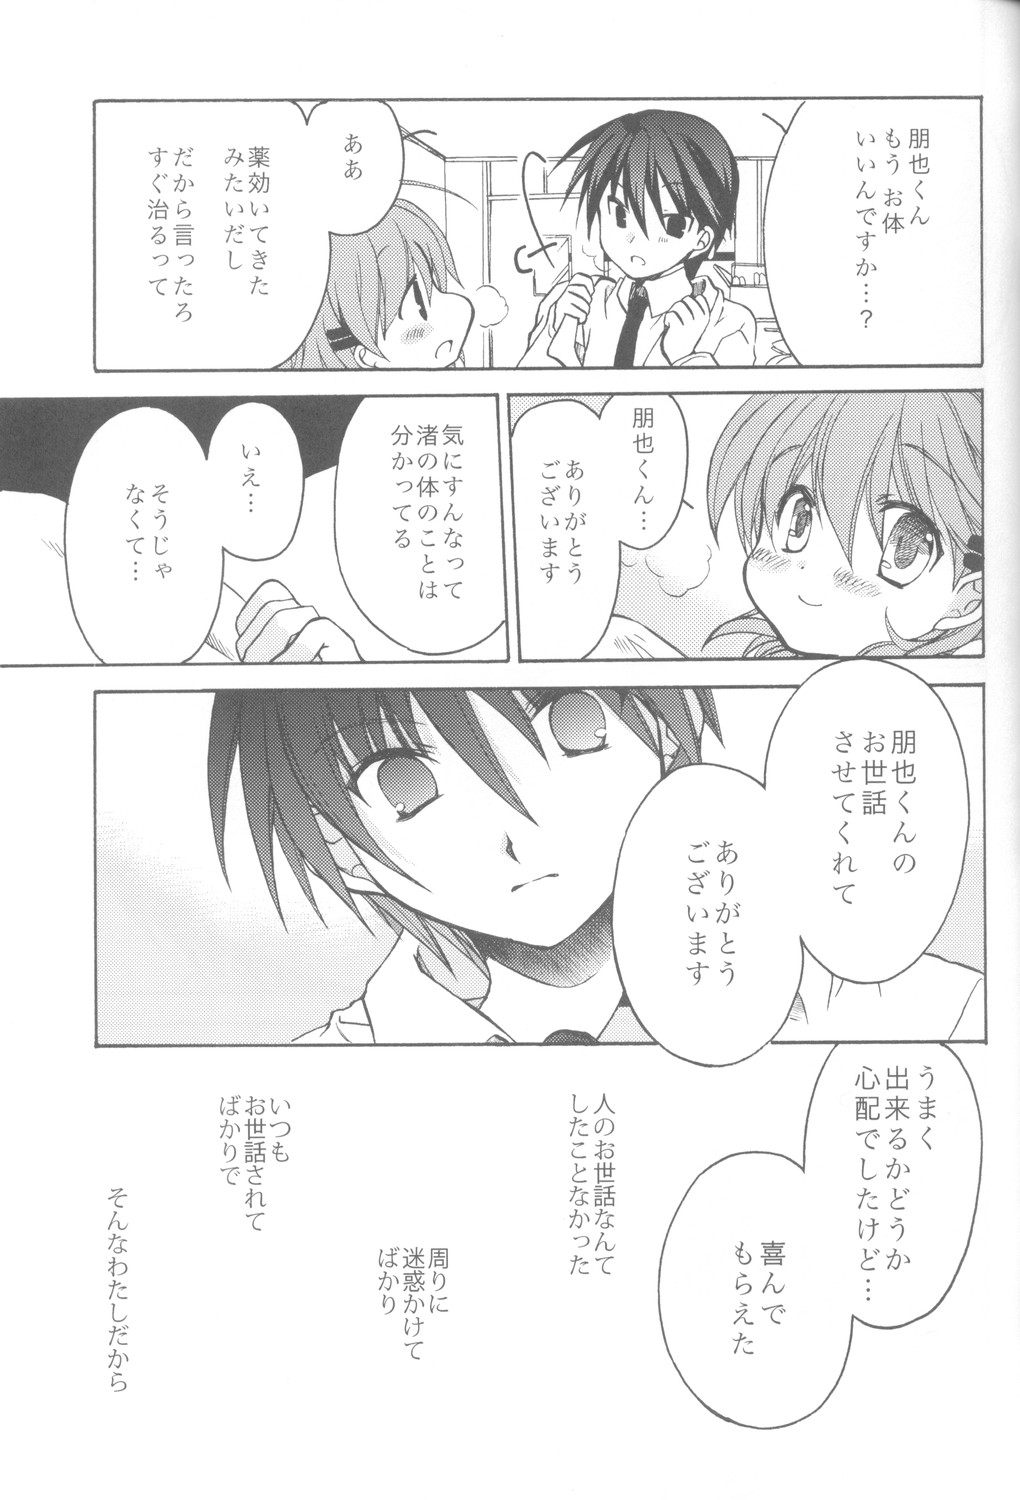 朋也くん
もう お体
いいんですか…?
ああ
薬効いてきた
みたいだし
だから言ったろ
すぐ治るって
朋也くん…
ありがとう
ございます
気にすんなって
渚の体のことは
分かってる
いえ…
そうじゃ
なくて…
朋也くんの
お世話
させてくれて
ありがとう
ございます
うまく
出来るかどうか
心配でしたけど…
喜んで
もらえた
人のお世話なんて
したことなかった
周りに
迷惑かけて
ばかり
いつも
お世話されて
ばかりで
そんなわたしだから